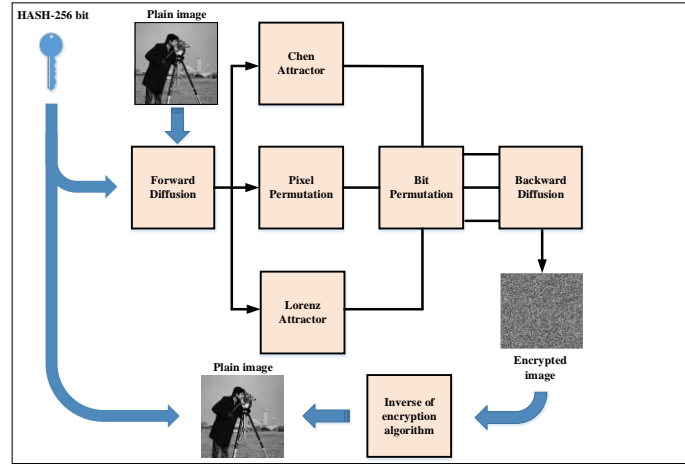 HASH-256 bit
Plain image
Chen
Attractor
Forward
Diffusion
Pixel
Permutation
Bit
Permutation
Backward
Diffusion
Lorenz
Attractor
Encrypted
image
Plain image
Inverse of
encryption
algorithm